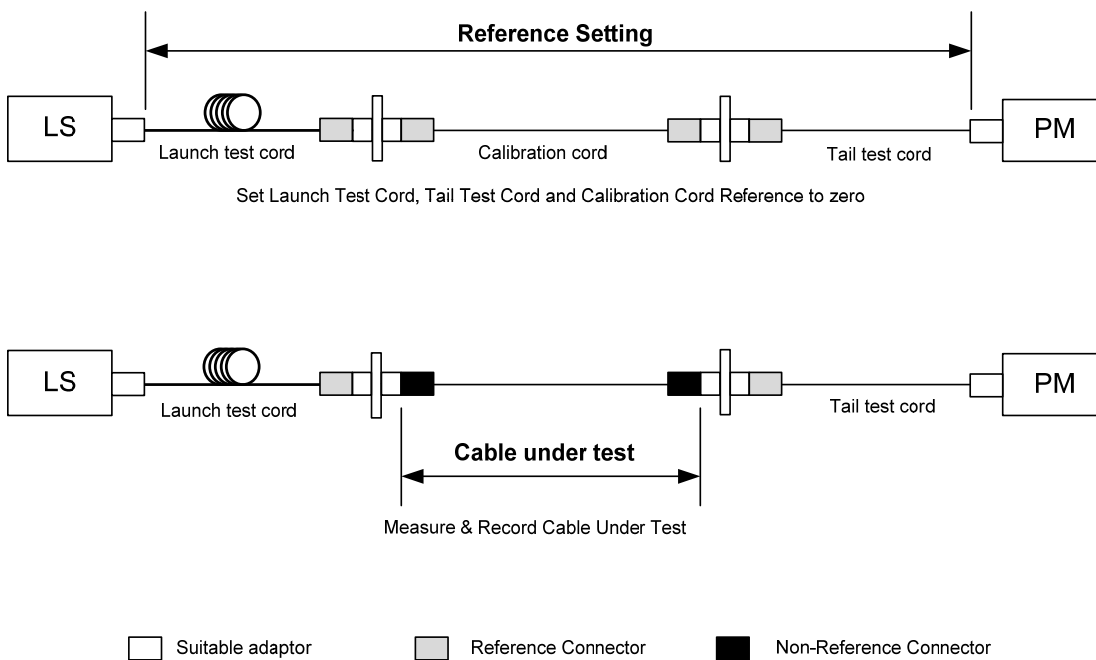 Reference Setting
LS
PM
Launch test cord
Calibration cord
Tail test cord
Set Launch Test Cord, Tail Test Cord and Calibration Cord Reference to zero
LS
PM
Launch test cord
Tail test cord
Cable under test
Measure & Record Cable Under Test
Suitable adaptor
Reference Connector
Non-Reference Connector